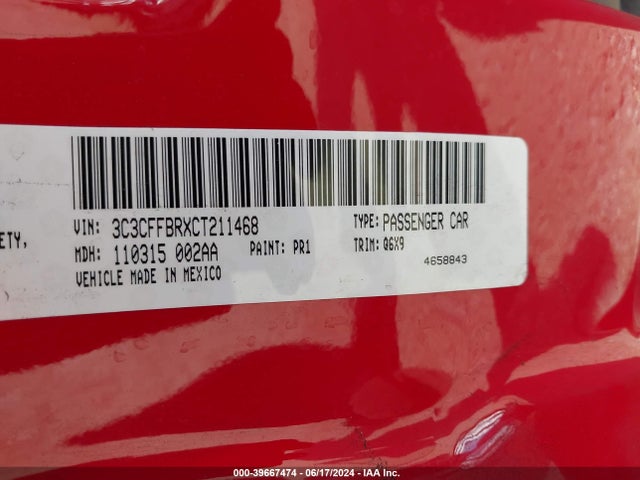 ETY,
VIN: 3C3CFFBRXCT211468 TYPE: PASSENGER CAR
MDH: 110315 002AA PAINT: PR1 TRIM: Q6X9
VEHICLE MADE IN MEXICO 4658843
000-39667474 - 06/17/2024 - IAA Inc.